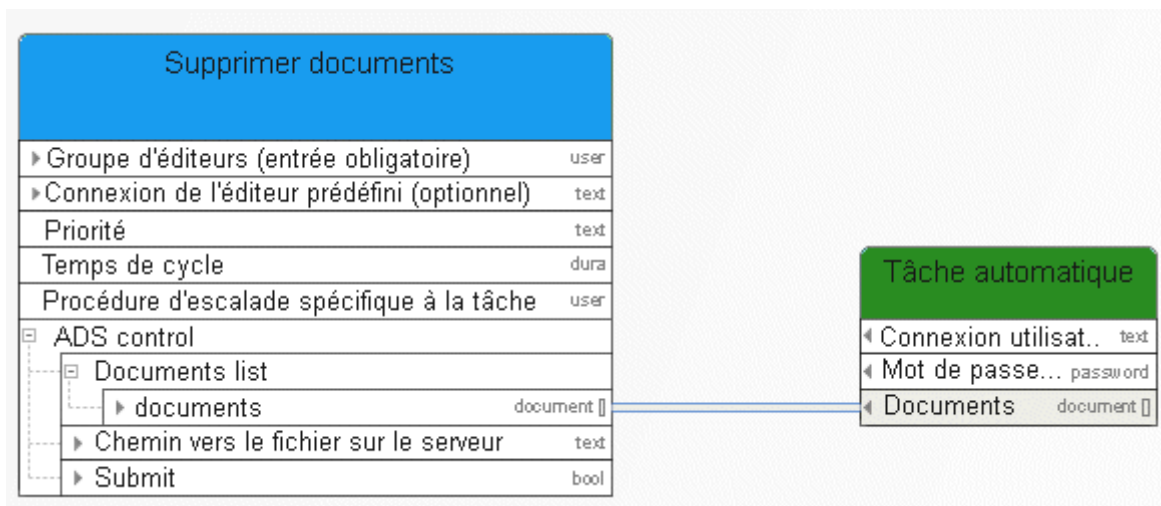 Supprimer documents
Groupe d'éditeurs (entrée obligatoire) user
Connexion de l'éditeur prédéfini (optionnel) text
Priorité text
Temps de cycle dura
Procédure d'escalade spécifique à la tâche user
ADS control
Documents list
documents document []
Chemin vers le fichier sur le serveur text
Submit bool
Tâche automatique
Connexion utilisat.. text
Mot de passe... password
Documents document []